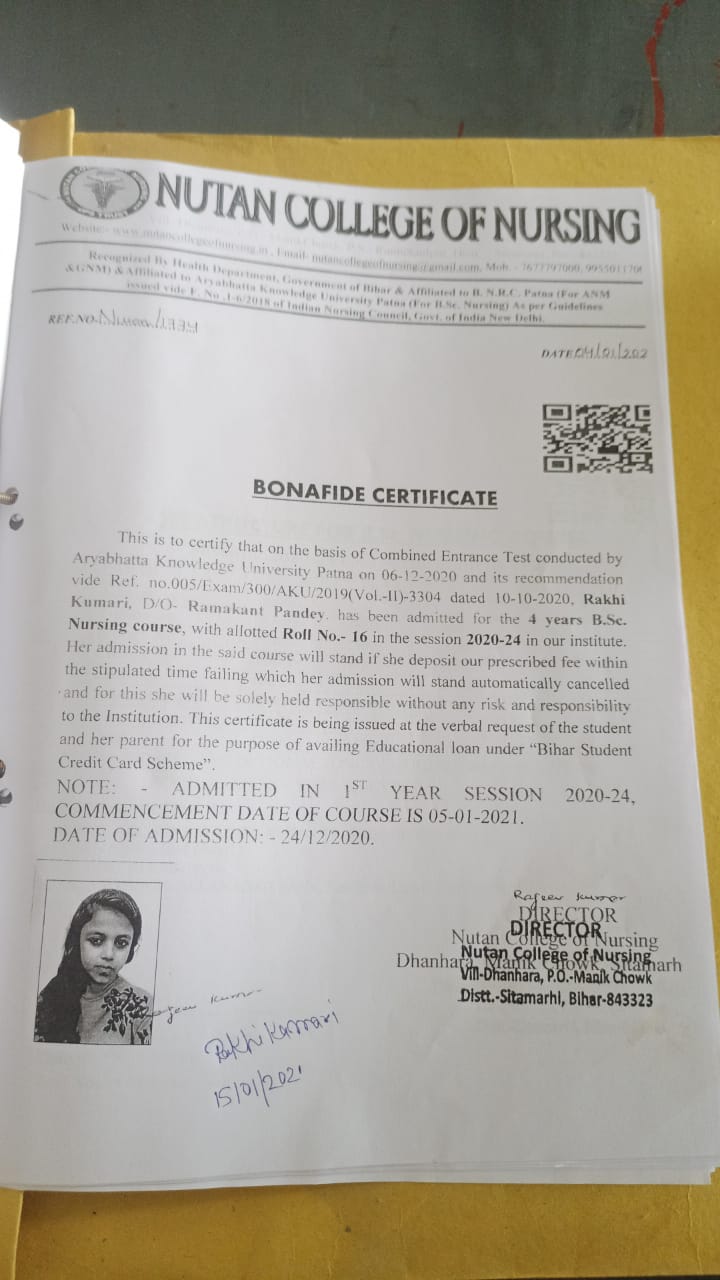 NUTAN COLLEGE OF NURSING
Website:- www.nutancollegeofnursing.in , Email- nutancollegeofnursing@gmail.com, Mob. - 7677797000,
Recognized By Health Department, Government of Bihar & Affiliated to B. N.R.C. Patna (For ANM
&GNM) & Affiliated to Aryabhatta Knowledge University Patna (For B.Sc. Nursing) As per Guidelines
issued vide F. No .1-6/2018 of Indian Nursing Council, Govt. of India New Delhi.
REF.NO-
DATE 04/01/202
BONAFIDE CERTIFICATE
This is to certify that on the basis of Combined Entrance Test conducted by
Aryabhatta Knowledge University Patna on 06-12-2020 and its recommendation
vide Ref. no.005/Exam/300/AKU/2019(Vol.-II)-3304 dated 10-10-2020, Rakhi
Kumari, D/O- Ramakant Pandey, has been admitted for the 4 years B.Sc.
Nursing course, with allotted Roll No.- 16 in the session 2020-24 in our institute.
Her admission in the said course will stand if she deposit our prescribed fee within
the stipulated time failing which her admission will stand automatically cancelled
and for this she will be solely held responsible without any risk and responsibility
to the Institution. This certificate is being issued at the verbal request of the student
and her parent for the purpose of availing Educational loan under “Bihar Student
Credit Card Scheme”.
NOTE: - ADMITTED IN 1ST YEAR SESSION 2020-24,
COMMENCEMENT DATE OF COURSE IS 05-01-2021.
DATE OF ADMISSION: - 24/12/2020.
Rajeev Kumar
DIRECTOR
DIRECTOR
Nutan College of Nursing
Nutan College of Nursing
Dhanhara, Manik Chowk, Sitamarh
Vill-Dhanhara, P.O.-Manik Chowk
Distt.-Sitamarhi, Bihar-843323
Rajeev Kumar
Rakhi Kumari
15/01/2021